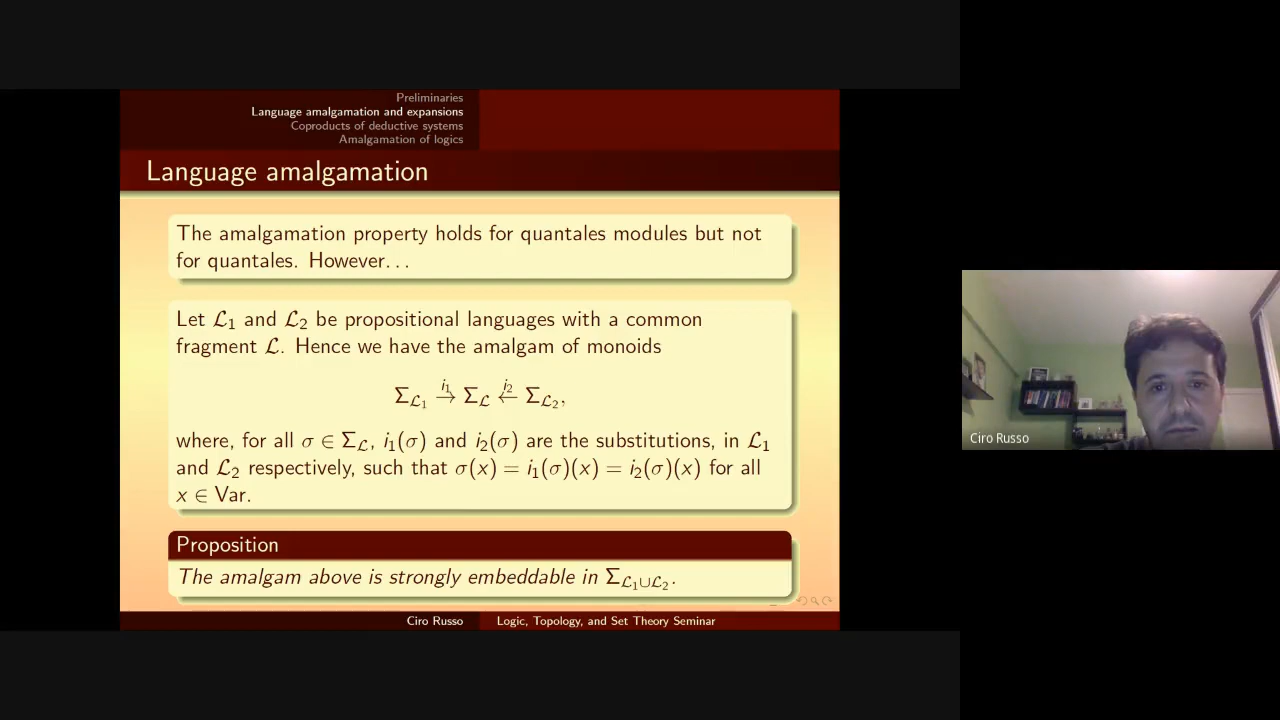 Preliminaries
Language amalgamation and expansions
Coproducts of deductive systems
Amalgamation of logics
Language amalgamation
The amalgamation property holds for quantales modules but not
for quantales. However...
Let ℒ₁ and ℒ₂ be propositional languages with a common
fragment ℒ. Hence we have the amalgam of monoids
Σ_ℒ₁ →^{i₁} Σ_ℒ ←^{i₂} Σ_ℒ₂,
where, for all σ ∈ Σ_ℒ, i₁(σ) and i₂(σ) are the substitutions, in ℒ₁
and ℒ₂ respectively, such that σ(x) = i₁(σ)(x) = i₂(σ)(x) for all
x ∈ Var.
Proposition
The amalgam above is strongly embeddable in Σ_{ℒ₁∪ℒ₂}.
Ciro Russo Logic, Topology, and Set Theory Seminar
Ciro Russo